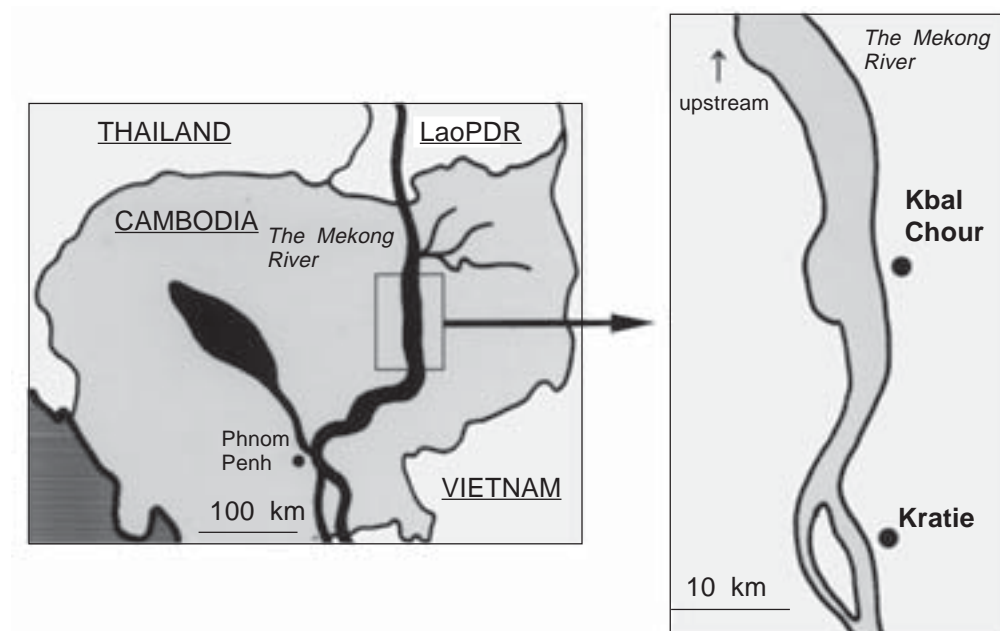 THAILAND
LaoPDR
CAMBODIA
The Mekong
River
Phnom
Penh
VIETNAM
100 km
The Mekong
River
↑
upstream
Kbal
Chour
Kratie
10 km